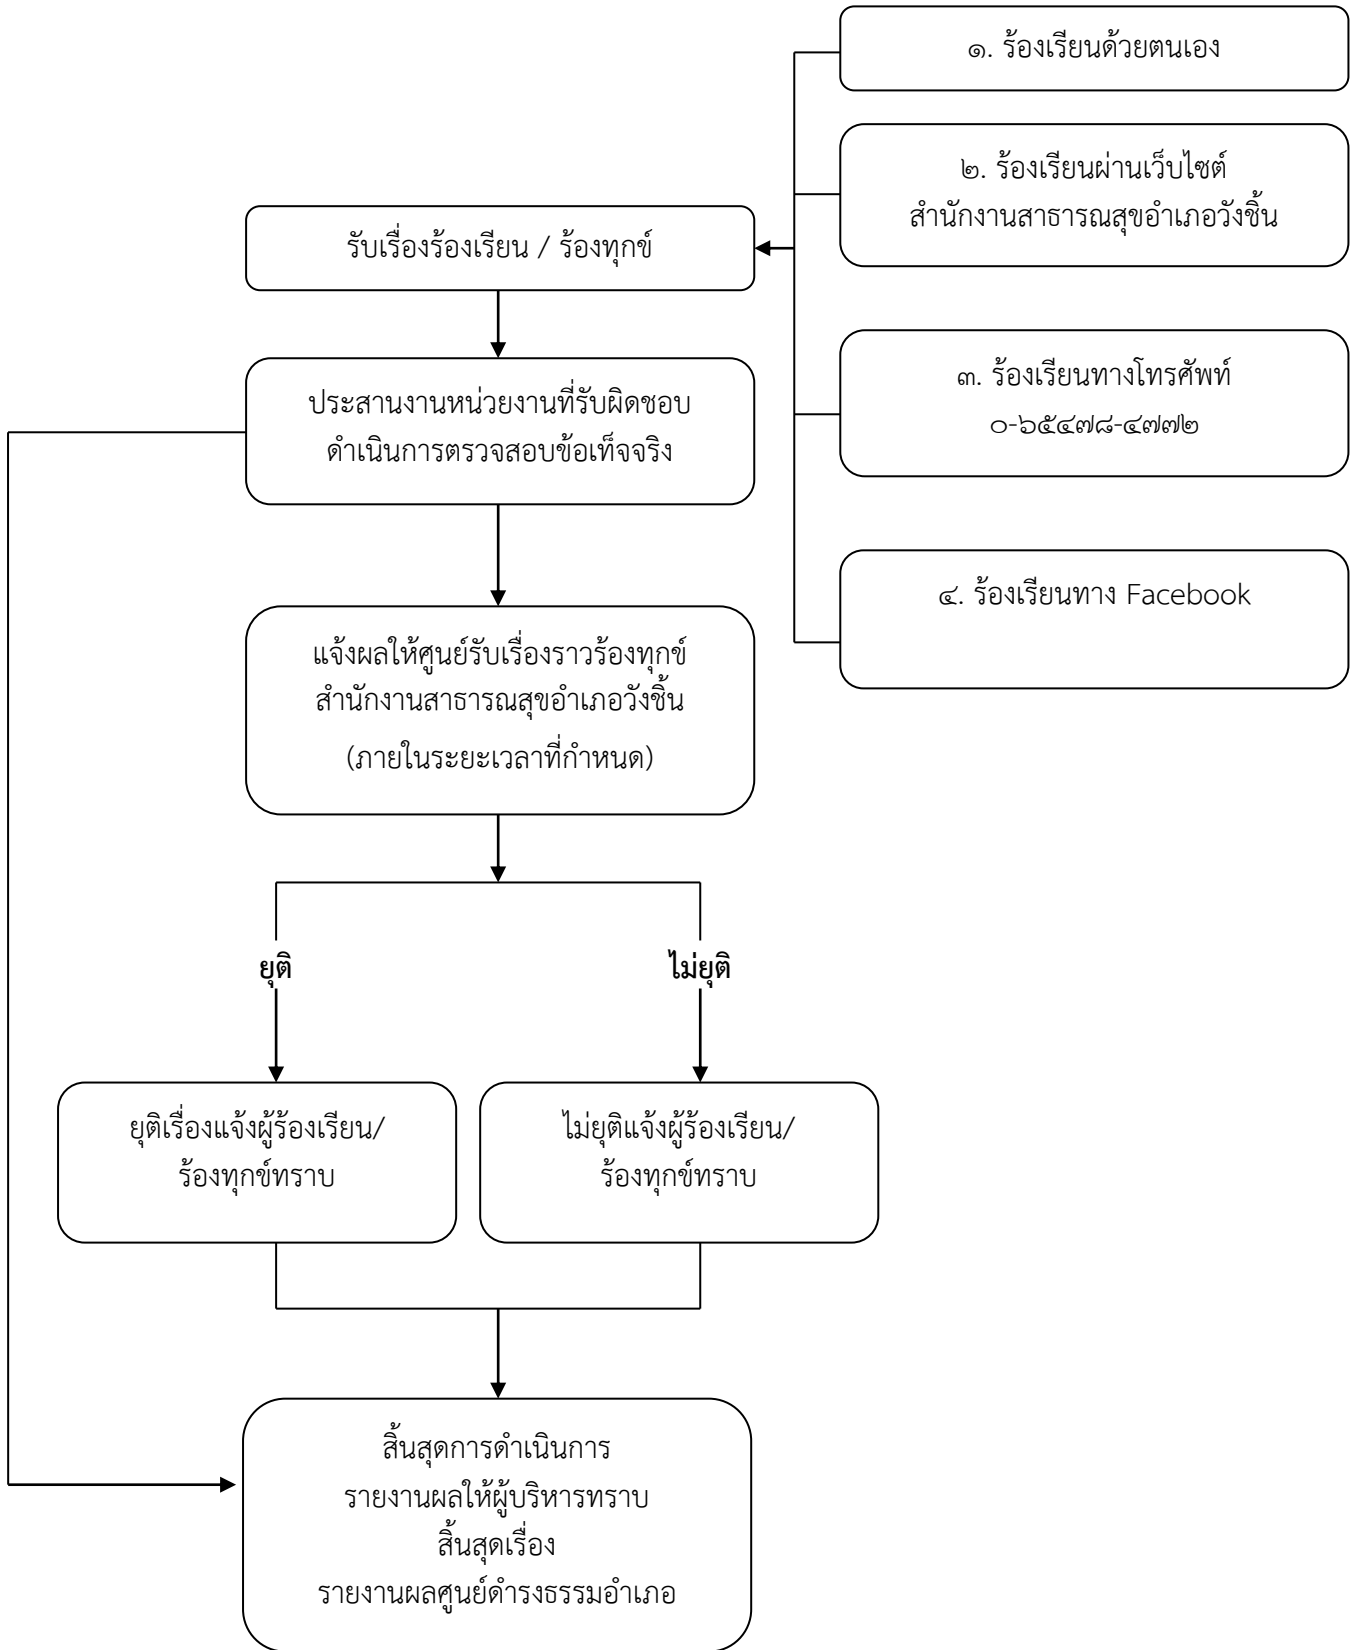 ๑. ร้องเรียนด้วยตนเอง
๒. ร้องเรียนผ่านเว็บไซต์
สำนักงานสาธารณสุขอำเภอวังชิ้น
รับเรื่องร้องเรียน / ร้องทุกข์
๓. ร้องเรียนทางโทรศัพท์
๐-๖๕๔๗๘-๔๗๗๒
ประสานงานหน่วยงานที่รับผิดชอบ
ดำเนินการตรวจสอบข้อเท็จจริง
๔. ร้องเรียนทาง Facebook
แจ้งผลให้ศูนย์รับเรื่องราวร้องทุกข์
สำนักงานสาธารณสุขอำเภอวังชิ้น
(ภายในระยะเวลาที่กำหนด)
ยุติ
ไม่ยุติ
ยุติเรื่องแจ้งผู้ร้องเรียน/
ร้องทุกข์ทราบ
ไม่ยุติแจ้งผู้ร้องเรียน/
ร้องทุกข์ทราบ
สิ้นสุดการดำเนินการ
รายงานผลให้ผู้บริหารทราบ
สิ้นสุดเรื่อง
รายงานผลศูนย์ดำรงธรรมอำเภอ